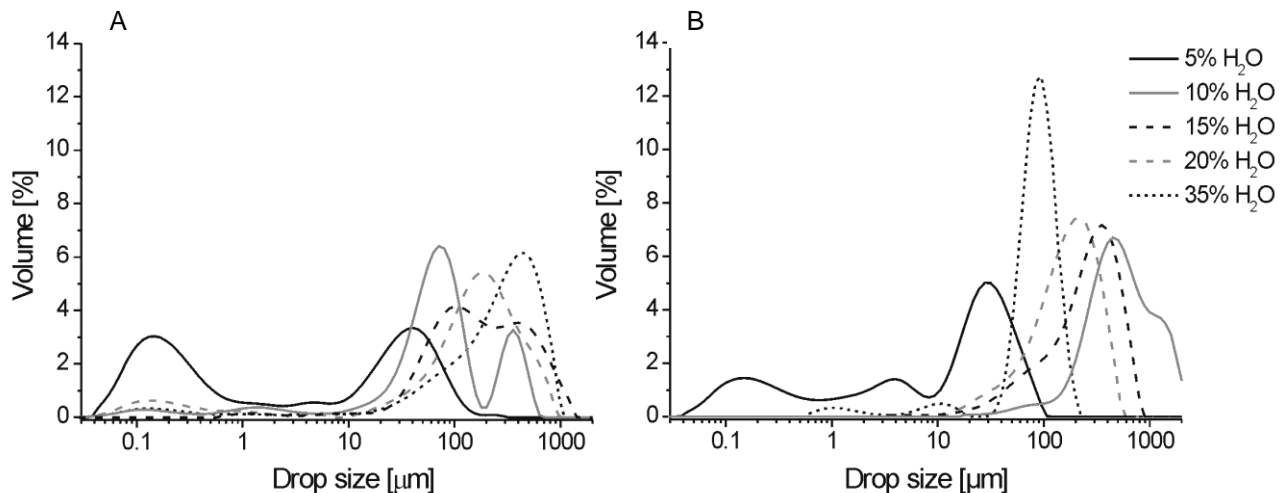 A
14
12
10
8
6
4
2
0
Volume [%]
0.1 1 10 100 1000
Drop size [μm]
B
14
12
10
8
6
4
2
0
Volume [%]
0.1 1 10 100 1000
Drop size [µm]
5% H₂O
10% H₂O
15% H₂O
20% H₂O
35% H₂O